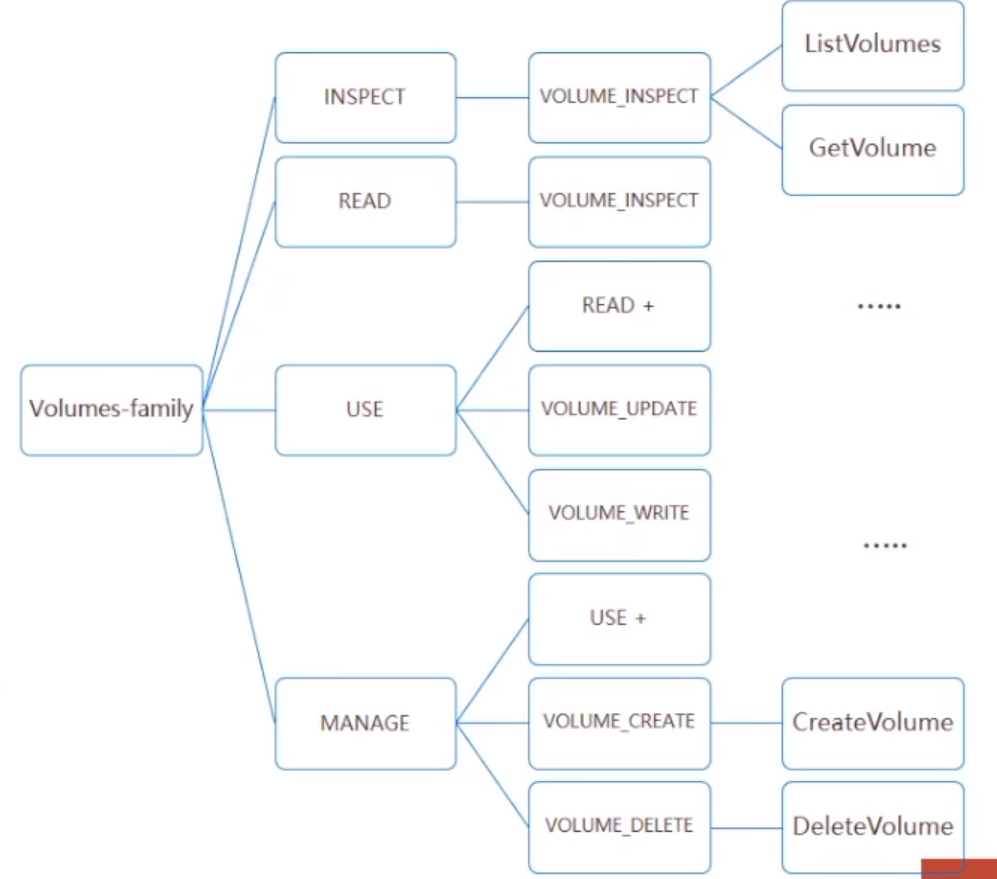 ListVolumes
INSPECT
VOLUME_INSPECT
GetVolume
READ
VOLUME_INSPECT
READ +
.....
Volumes-family
USE
VOLUME_UPDATE
VOLUME_WRITE
.....
USE +
MANAGE
VOLUME_CREATE
CreateVolume
VOLUME_DELETE
DeleteVolume